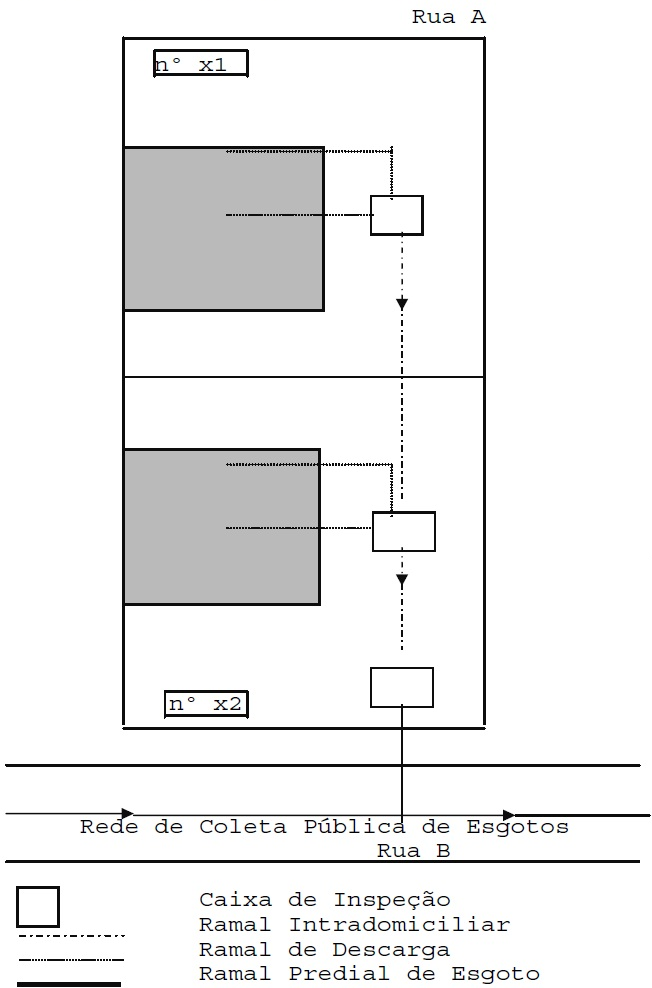 Rua A
n° x1
n° x2
Rede de Coleta Pública de Esgotos
Rua B
Caixa de Inspeção
Ramal Intradomiciliar
Ramal de Descarga
Ramal Predial de Esgoto